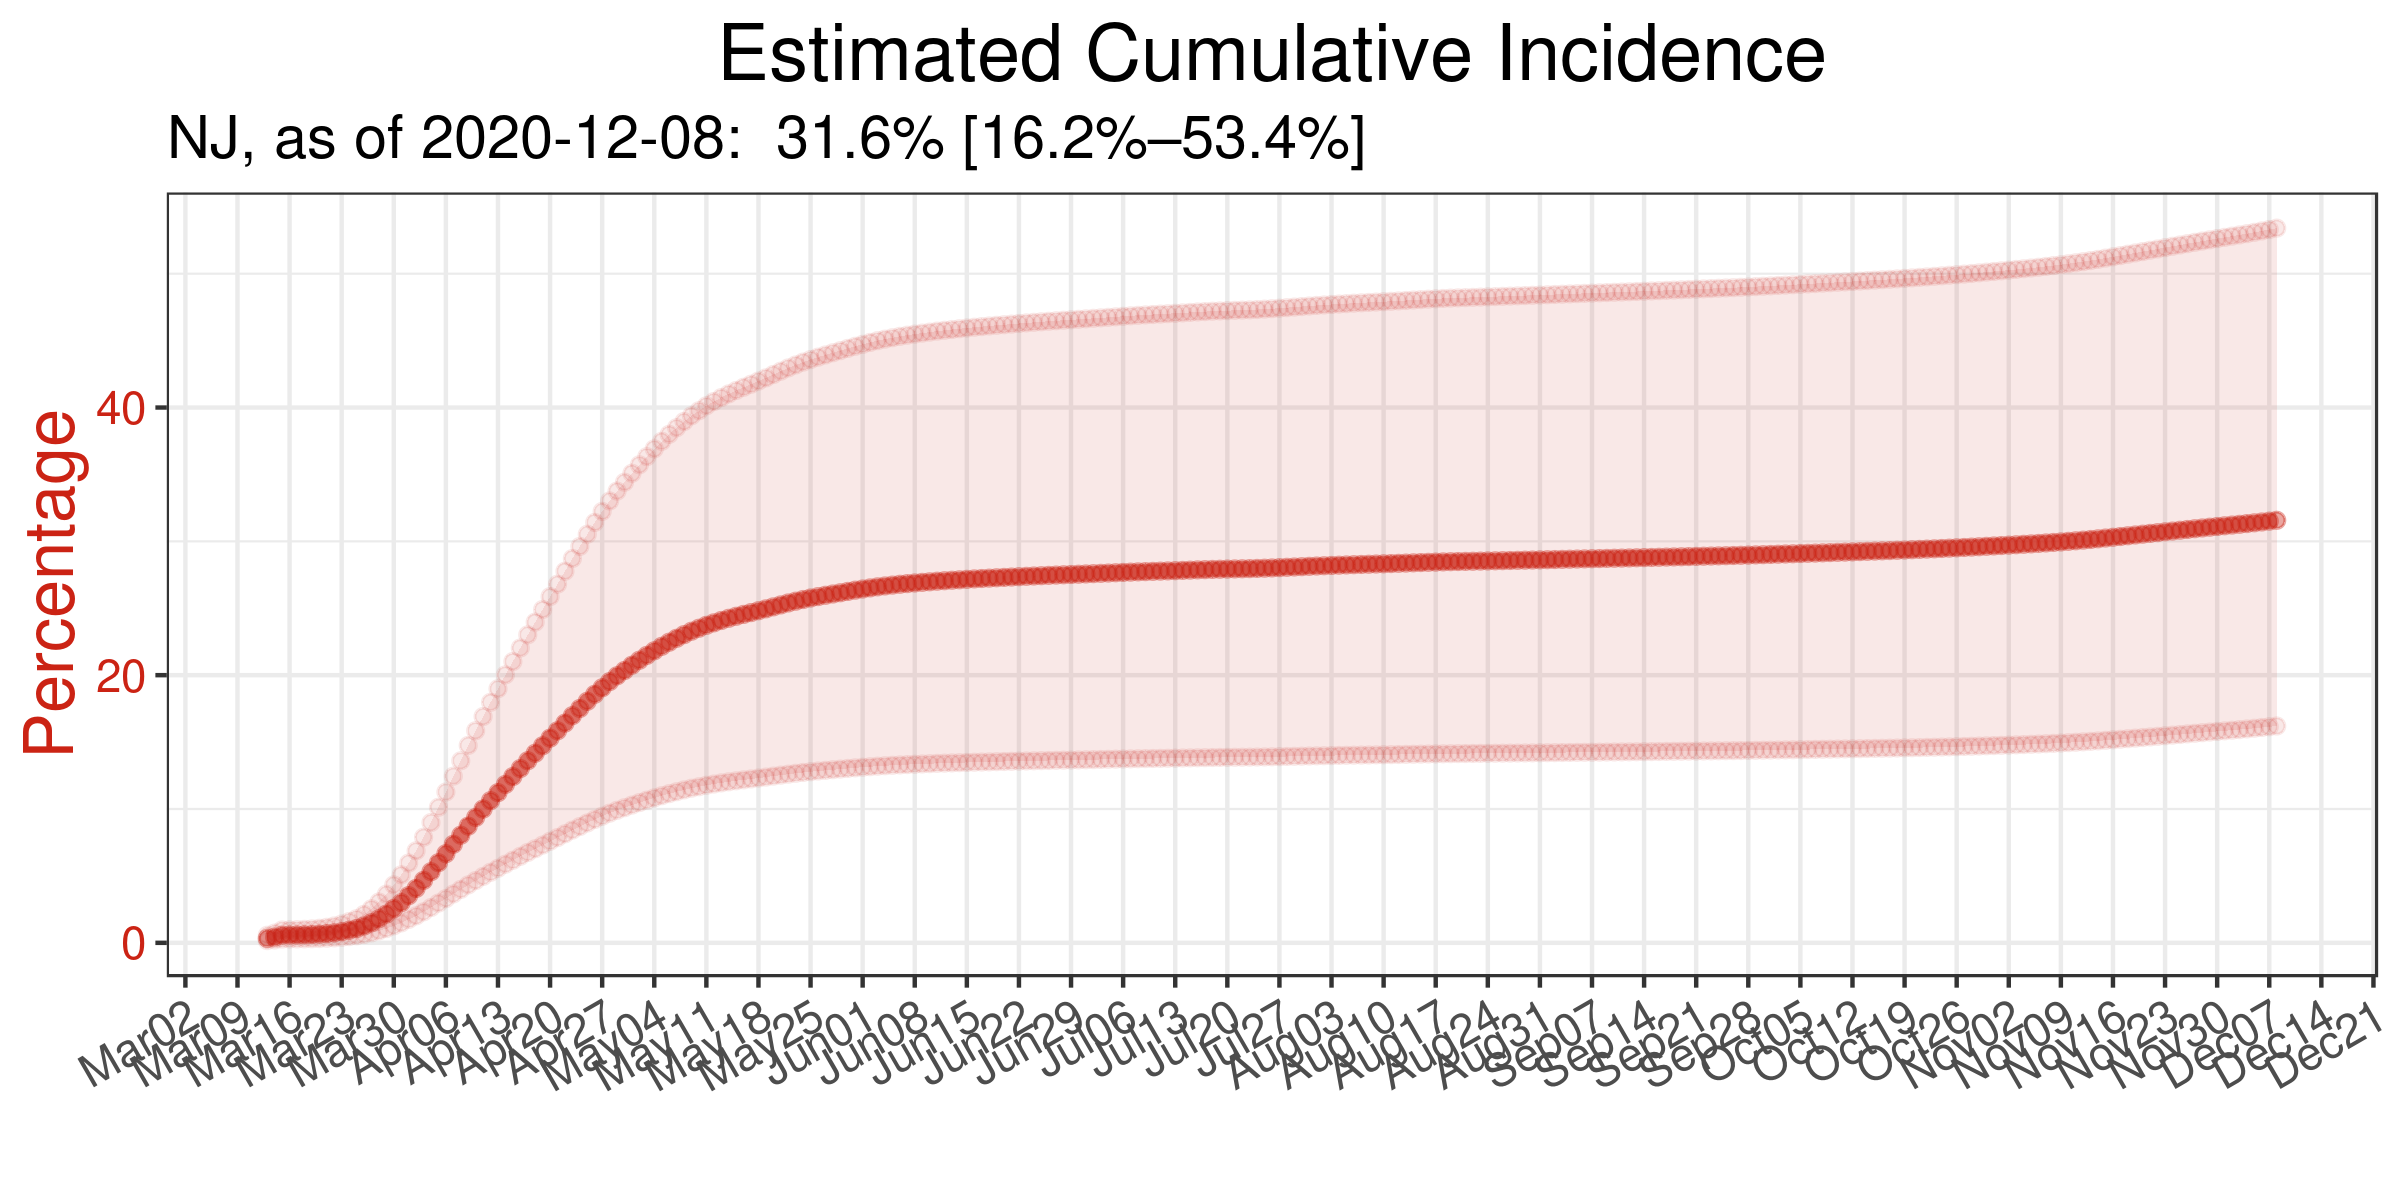 Estimated Cumulative Incidence
NJ, as of 2020-12-08:  31.6% [16.2%–53.4%]
Percentage
40
20
0
Mar02
Mar09
Mar16
Mar23
Mar30
Apr06
Apr13
Apr20
Apr27
May04
May11
May18
May25
Jun01
Jun08
Jun15
Jun22
Jun29
Jul06
Jul13
Jul20
Jul27
Aug03
Aug10
Aug17
Aug24
Aug31
Sep07
Sep14
Sep21
Sep28
Oct05
Oct12
Oct19
Oct26
Nov02
Nov09
Nov16
Nov23
Nov30
Dec07
Dec14
Dec21